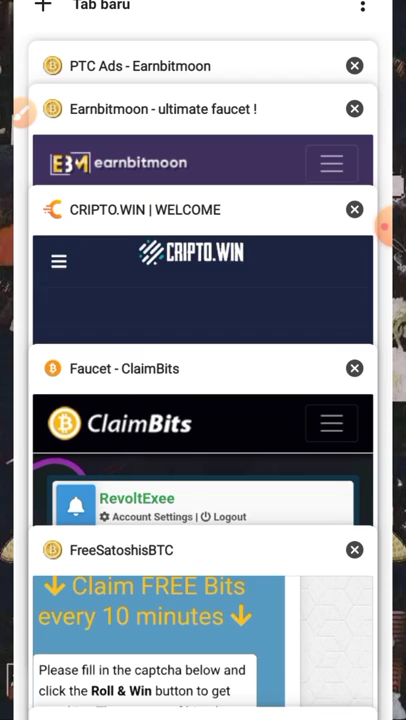 Tab baru
PTC Ads - Earnbitmoon
Earnbitmoon - ultimate faucet !
EBM earnbitmoon
CRIPTO.WIN | WELCOME
CRIPTO.WIN
Faucet - ClaimBits
ClaimBits
RevoltExee
Account Settings | Logout
FreeSatoshisBTC
Claim FREE Bits
every 10 minutes
Please fill in the captcha below and
click the Roll & Win button to get